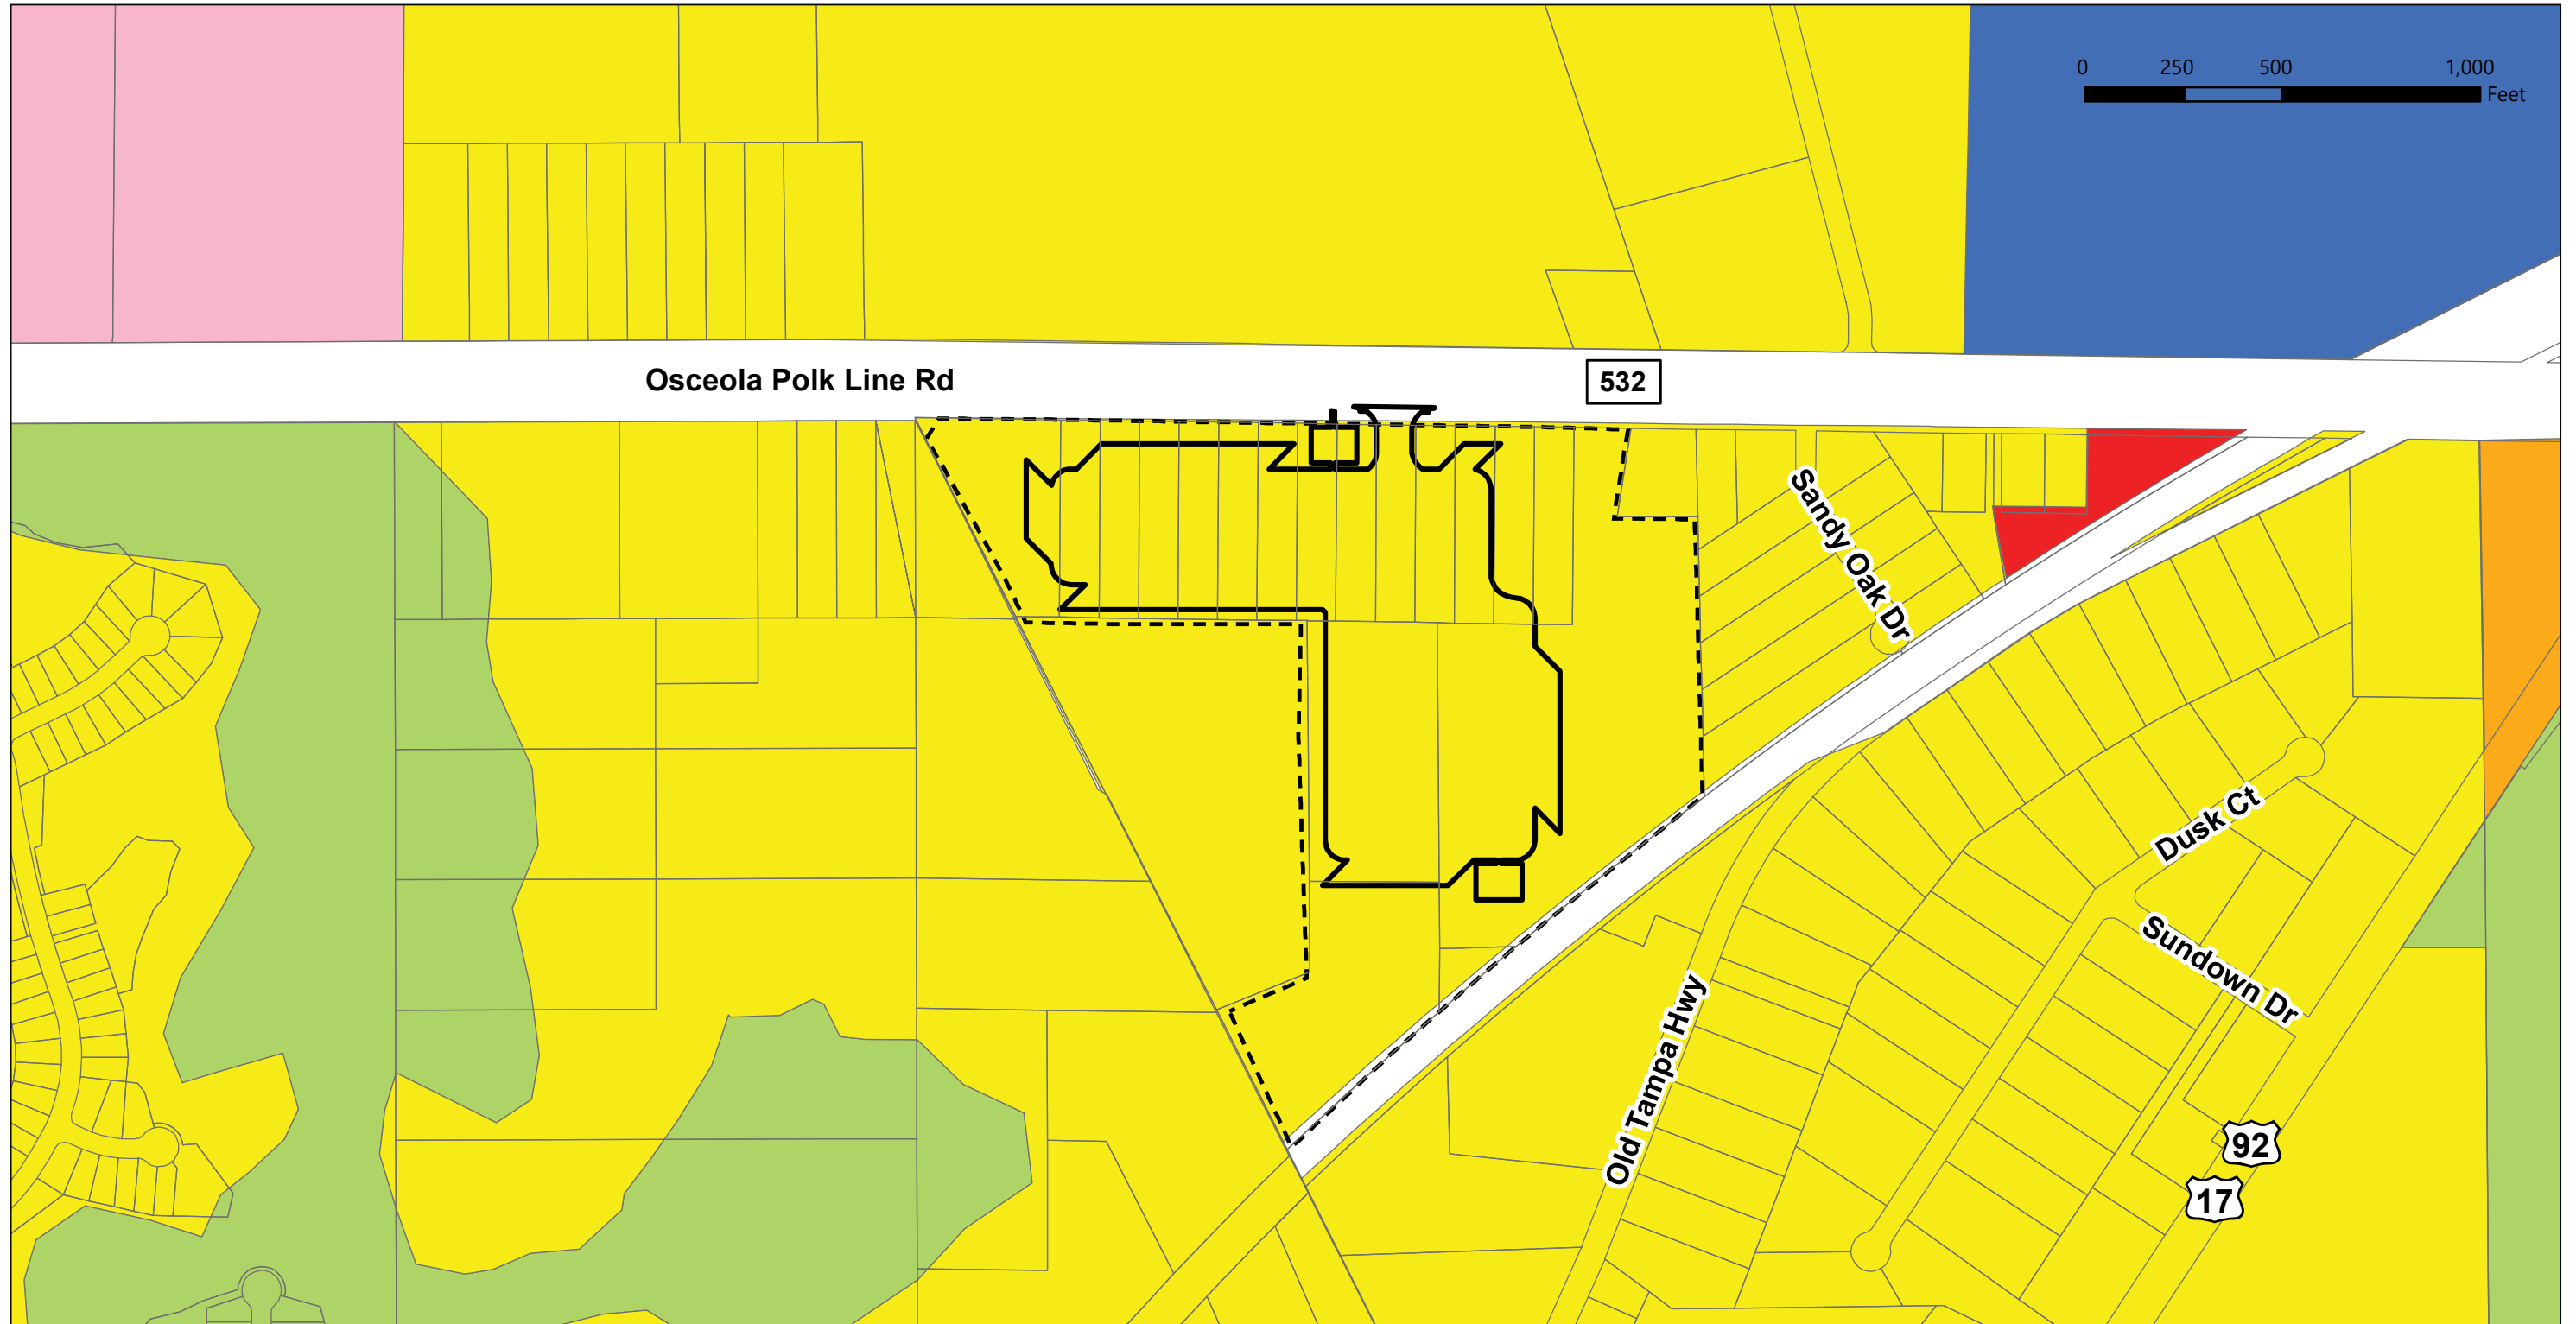 0 250 500 1,000
Feet
Osceola Polk Line Rd
532
Sandy Oak Dr
Dusk Ct
Sundown Dr
Old Tampa Hwy
92
17